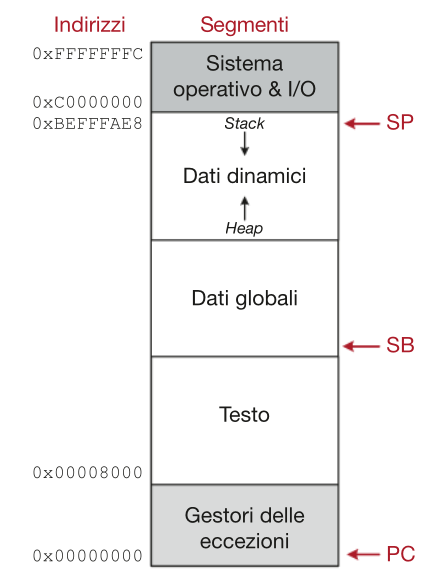 Indirizzi
Segmenti
0xFFFFFFFC
Sistema
operativo & I/O
0xC0000000
0xBEFFFAE8
Stack
SP
Dati dinamici
Heap
Dati globali
SB
Testo
0x00008000
Gestori delle
eccezioni
0x00000000
PC